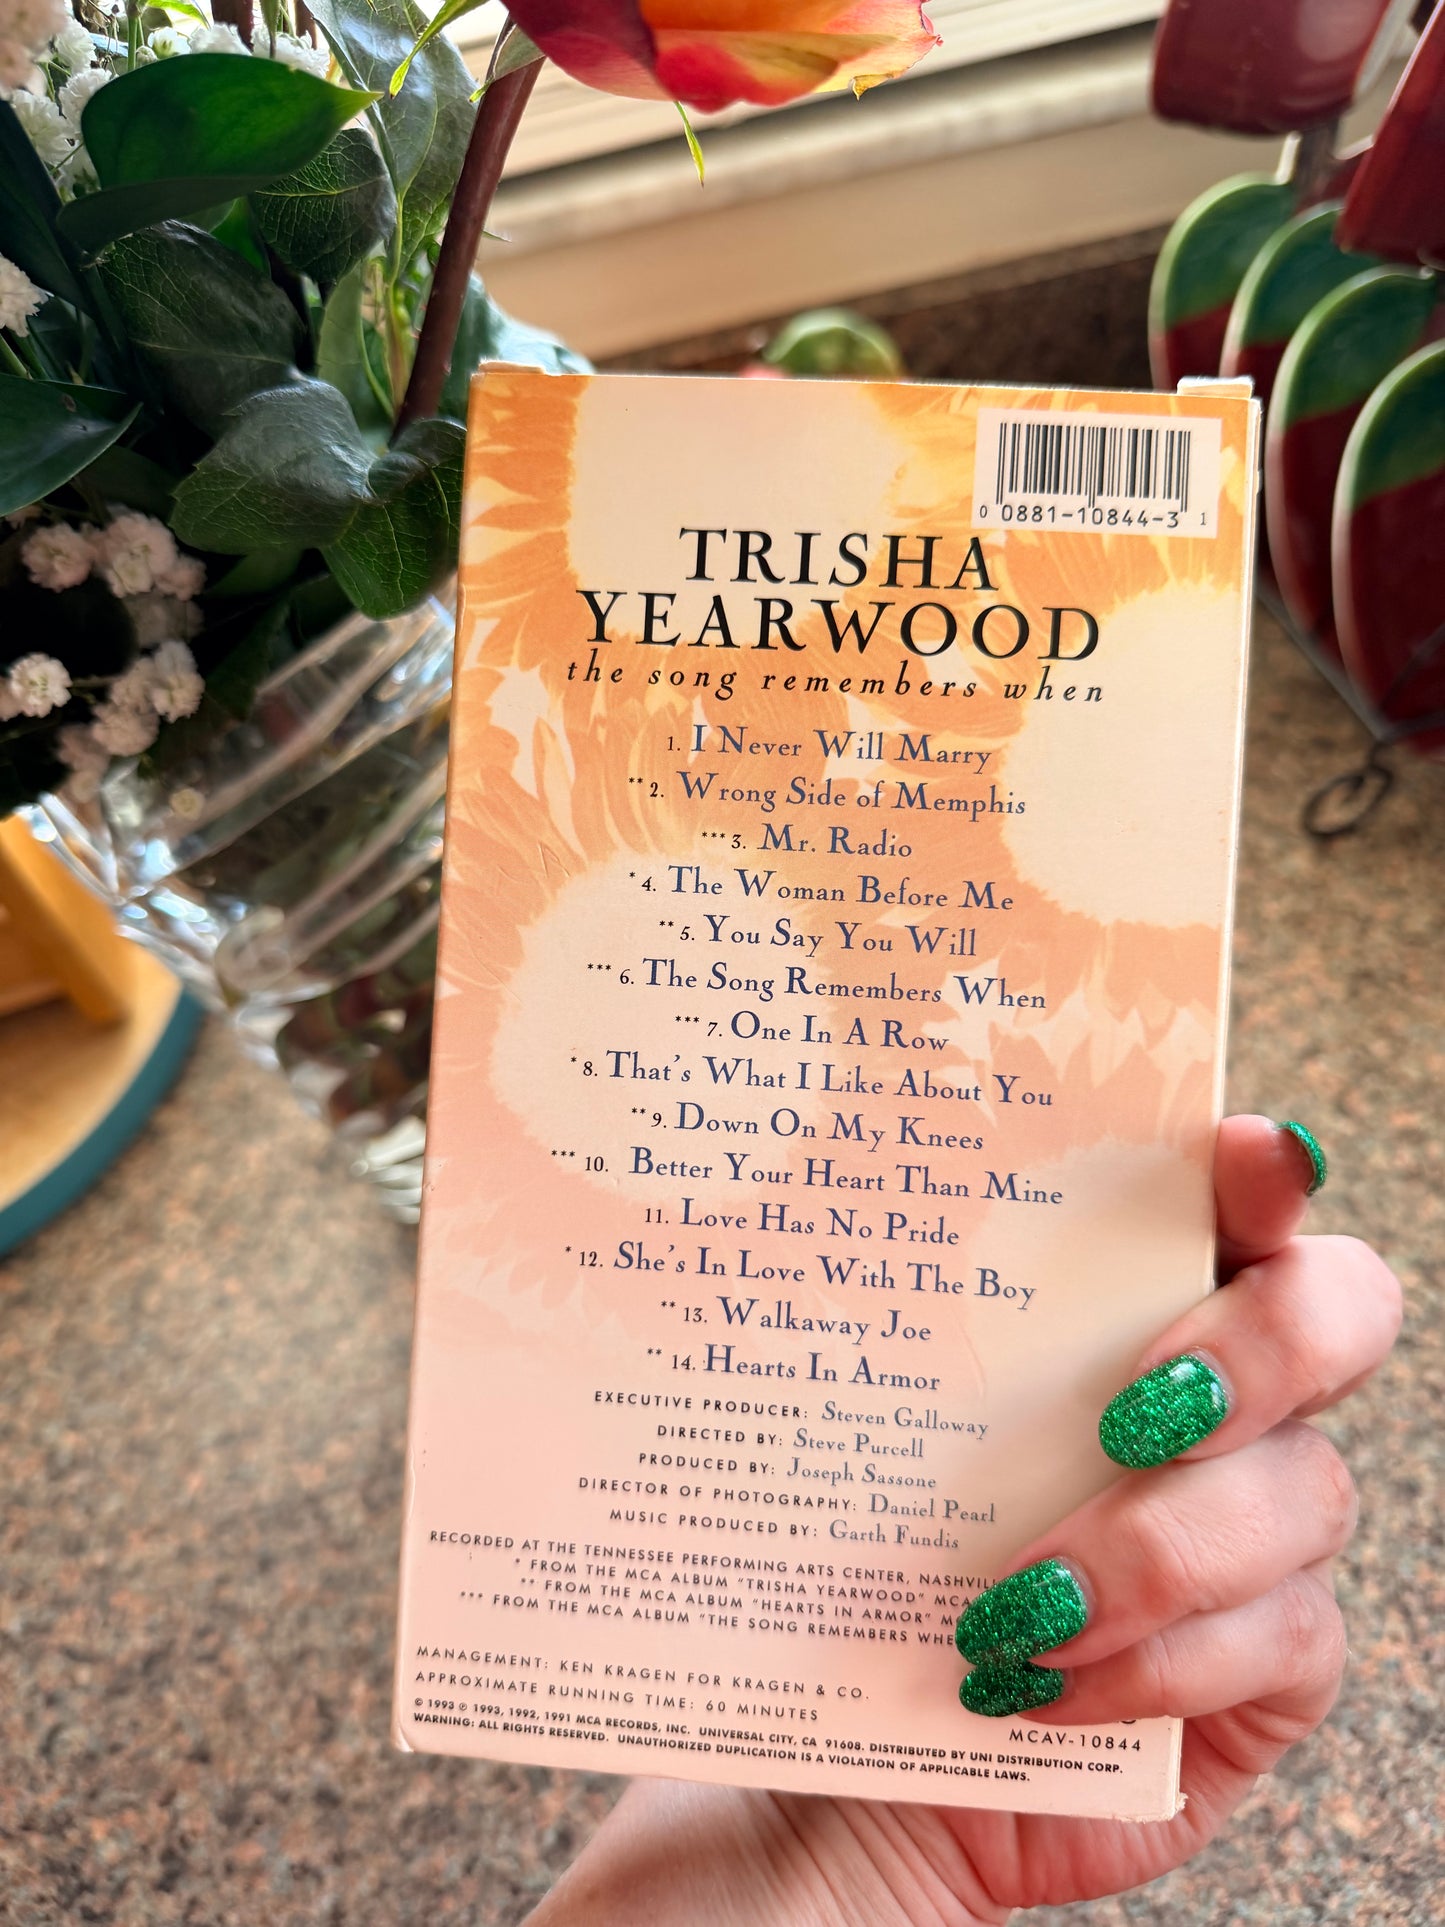 0 0881-10844-3 1
TRISHA
YEARWOOD
the song remembers when
1. I Never Will Marry
** 2. Wrong Side of Memphis
*** 3. Mr. Radio
* 4. The Woman Before Me
** 5. You Say You Will
*** 6. The Song Remembers When
*** 7. One In A Row
* 8. That's What I Like About You
** 9. Down On My Knees
*** 10. Better Your Heart Than Mine
11. Love Has No Pride
* 12. She's In Love With The Boy
** 13. Walkaway Joe
** 14. Hearts In Armor
EXECUTIVE PRODUCER: Steven Galloway
DIRECTED BY: Steve Purcell
PRODUCED BY: Joseph Sassone
DIRECTOR OF PHOTOGRAPHY: Daniel Pearl
MUSIC PRODUCED BY: Garth Fundis
RECORDED AT THE TENNESSEE PERFORMING ARTS CENTER,
* FROM THE MCA ALBUM "TRISHA YEARWOOD"
** FROM THE MCA ALBUM "HEARTS IN ARMOR"
*** FROM THE MCA ALBUM "THE SONG REMEMBERS
MANAGEMENT: KEN KRAGEN FOR KRAGEN & CO.
APPROXIMATE RUNNING TIME: 60 MINUTES
MCAV-10844
© 1993 ℗ 1993, 1992, 1991 MCA RECORDS, INC. UNIVERSAL CITY, CA 91608. DISTRIBUTED BY UNI DISTRIBUTION CORP.
WARNING: ALL RIGHTS RESERVED. UNAUTHORIZED DUPLICATION IS A VIOLATION OF APPLICABLE LAWS.